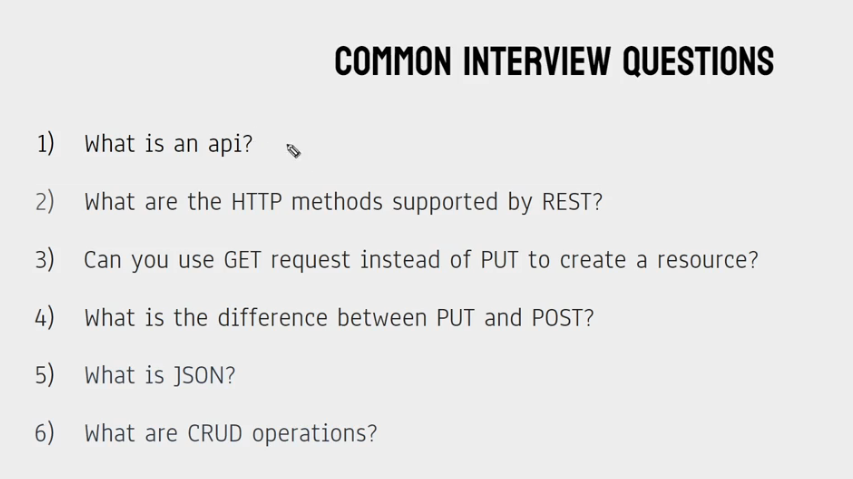 COMMON INTERVIEW QUESTIONS
1) What is an api?
2) What are the HTTP methods supported by REST?
3) Can you use GET request instead of PUT to create a resource?
4) What is the difference between PUT and POST?
5) What is JSON?
6) What are CRUD operations?